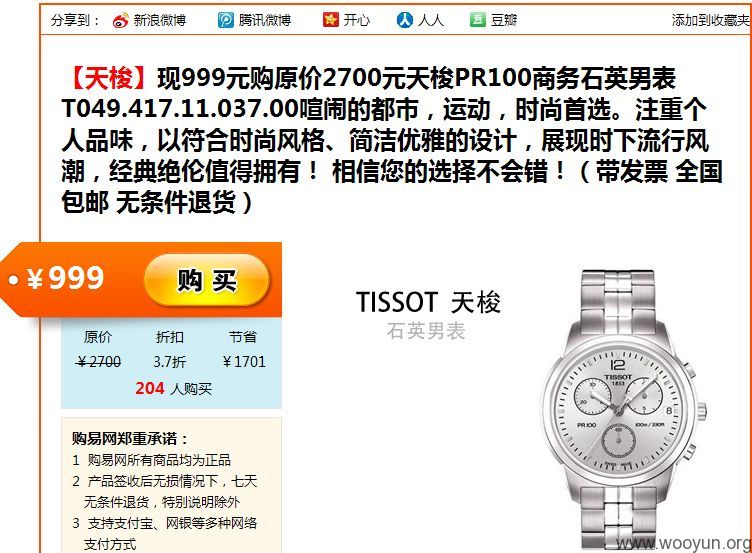 分享到： 新浪微博 腾讯微博 开心 人人 豆瓣 添加到收藏夹
【天梭】现999元购原价2700元天梭PR100商务石英男表
T049.417.11.037.00喧闹的都市，运动，时尚首选。注重个
人品味，以符合时尚风格、简洁优雅的设计，展现时下流行风
潮，经典绝伦值得拥有！ 相信您的选择不会错！（带发票 全国
包邮 无条件退货）
¥999 购 买
原价 折扣 节省
¥2700 3.7折 ¥1701
204 人购买
购易网郑重承诺：
1 购易网所有商品均为正品
2 产品签收后无损情况下，七天
无条件退货，特别说明除外
3 支持支付宝、网银等多种网络
支付方式
TISSOT 天梭
石英男表
12
TISSOT
1853
PR 100 100m/330ft
8
SWISS MADE
www.wooyun.org